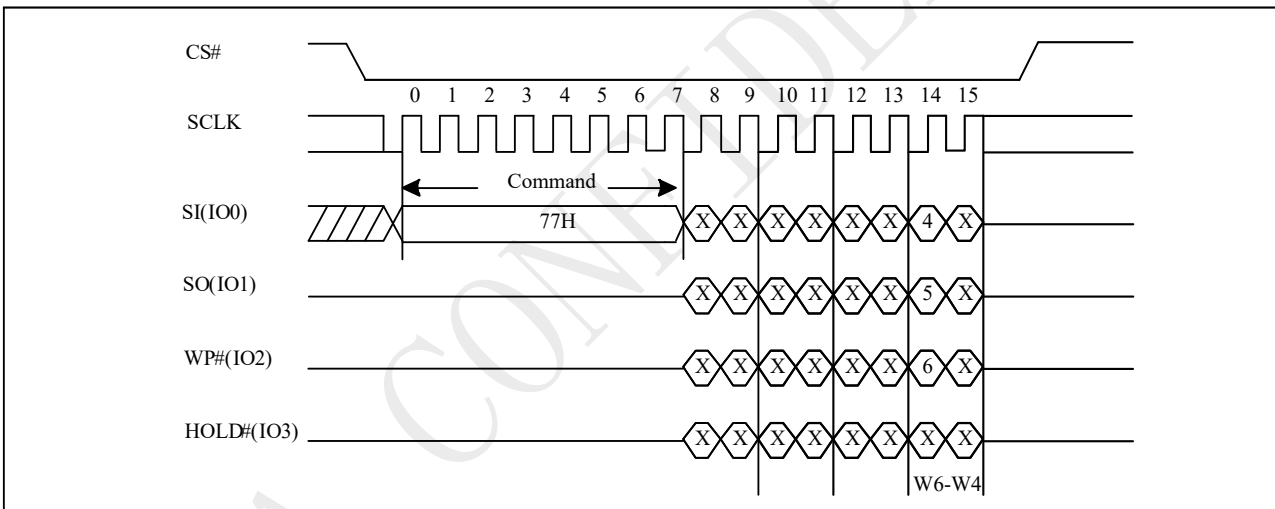 CS#
0 1 2 3 4 5 6 7 8 9 10 11 12 13 14 15
SCLK
Command
SI(IO0) 77H X X X X X X 4 X
SO(IO1) X X X X X X 5 X
WP#(IO2) X X X X X X 6 X
HOLD#(IO3) X X X X X X X X
W6-W4